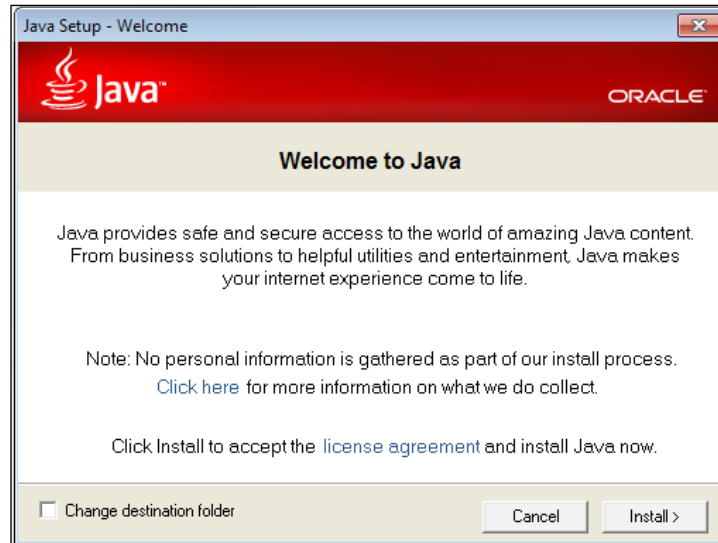 Java Setup - Welcome
Java™
ORACLE®
Welcome to Java
Java provides safe and secure access to the world of amazing Java content.
From business solutions to helpful utilities and entertainment, Java makes
your internet experience come to life.
Note: No personal information is gathered as part of our install process.
Click here for more information on what we do collect.
Click Install to accept the license agreement and install Java now.
Change destination folder
Cancel
Install >